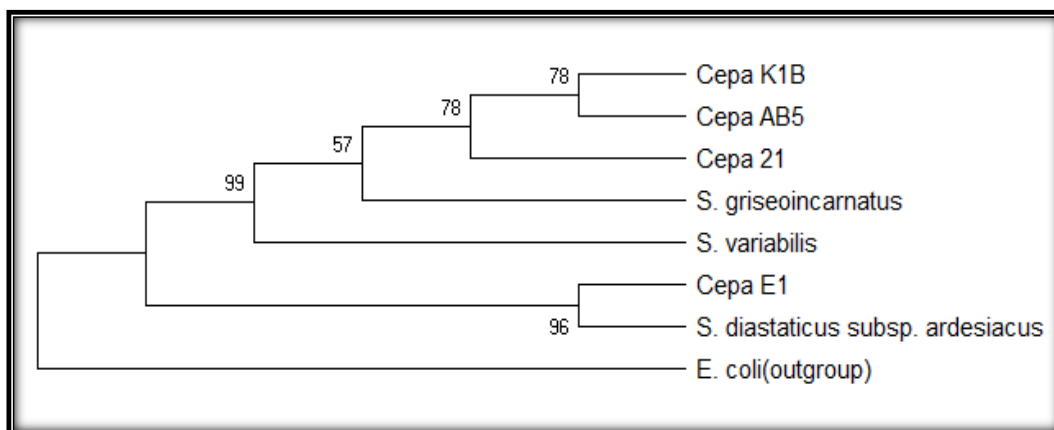 78 Cepa K1B
78 Cepa AB5
57 Cepa 21
99 S. griseoincarnatus
S. variabilis
Cepa E1
96 S. diastaticus subsp. ardesiacus
E. coli(outgroup)